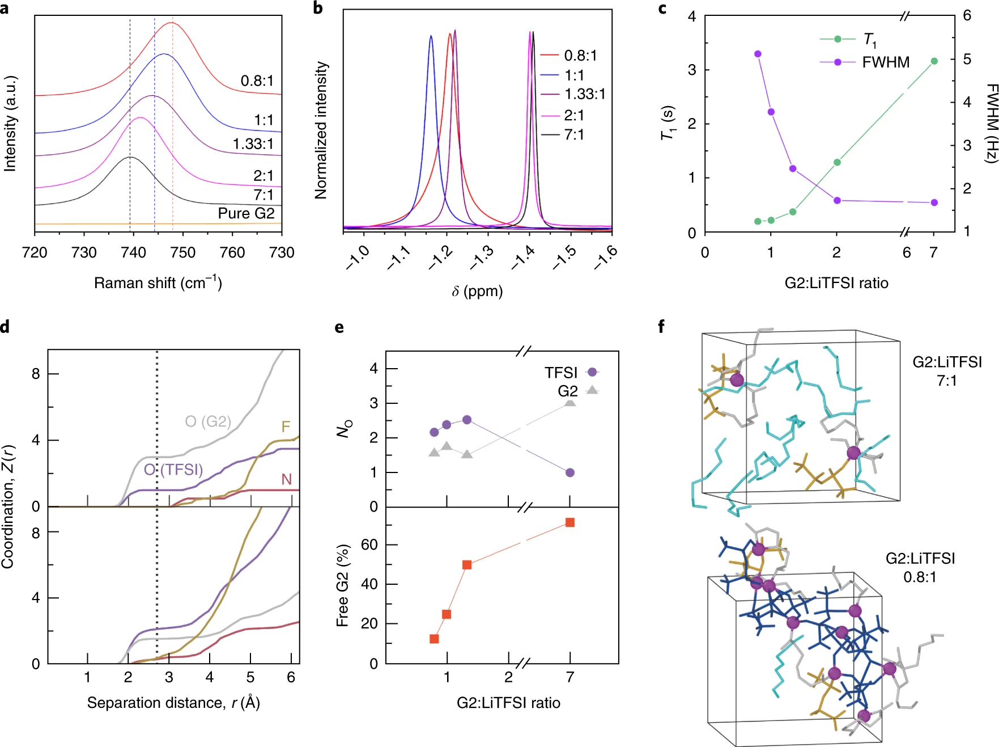 a
Intensity (a.u.)
0.8:1
1:1
1.33:1
2:1
7:1
Pure G2
720 730 740 750 760 730
Raman shift (cm⁻¹)
b
Normalized intensity
0.8:1
1:1
1.33:1
2:1
7:1
−1.0 −1.1 −1.2 −1.3 −1.4 −1.5 −1.6
δ (ppm)
c
T₁ (s)
4
3
2
1
0
T₁
FWHM
6
5
4
3
2
1
FWHM (Hz)
0 1 2 6 7
G2:LiTFSI ratio
d
Coordination, Z(r)
8
4
0
O (G2)
F
O (TFSI)
N
8
4
0
1 2 3 4 5 6
Separation distance, r (Å)
e
N_O
4
3
2
1
0
TFSI
G2
Free G2 (%)
60
40
20
0
1 2 7
G2:LiTFSI ratio
f
G2:LiTFSI
7:1
G2:LiTFSI
0.8:1